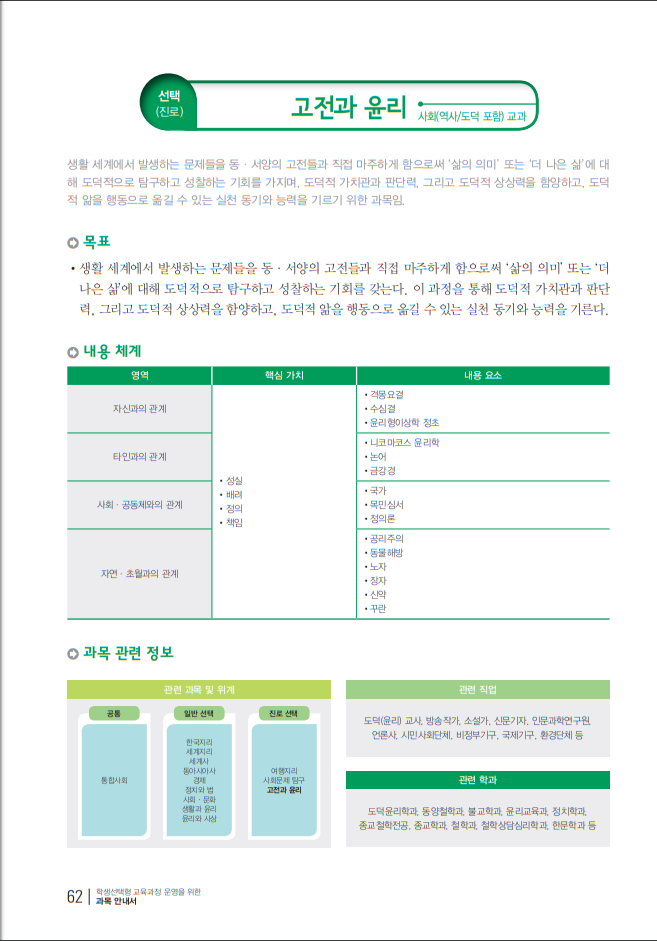 선택
(진로)
고전과 윤리
사회(역사/도덕 포함) 교과
생활 세계에서 발생하는 문제들을 동·서양의 고전들과 직접 마주하게 함으로써 ‘삶의 의미’ 또는 ‘더 나은 삶’에 대
해 도덕적으로 탐구하고 성찰하는 기회를 가지며, 도덕적 가치관과 판단력, 그리고 도덕적 상상력을 함양하고, 도덕
적 앎을 행동으로 옮길 수 있는 실천 동기와 능력을 기르기 위한 과목임.
목표
• 생활 세계에서 발생하는 문제들을 동·서양의 고전들과 직접 마주하게 함으로써 ‘삶의 의미’ 또는 ‘더
나은 삶’에 대해 도덕적으로 탐구하고 성찰하는 기회를 갖는다. 이 과정을 통해 도덕적 가치관과 판단
력, 그리고 도덕적 상상력을 함양하고, 도덕적 앎을 행동으로 옮길 수 있는 실천 동기와 능력을 기른다.
내용 체계
영역 핵심 가치 내용 요소
자신과의 관계
• 격몽요결
• 수심결
• 윤리형이상학 정초
타인과의 관계
• 니코마코스 윤리학
• 논어
• 금강경
• 성실
• 배려
• 정의
• 책임
사회·공동체와의 관계
• 국가
• 목민심서
• 정의론
자연·초월과의 관계
• 공리주의
• 동물해방
• 노자
• 장자
• 신약
• 꾸란
과목 관련 정보
관련 과목 및 위계
공통
통합사회
일반 선택
한국지리
세계지리
세계사
동아시아사
경제
정치와 법
사회·문화
생활과 윤리
윤리와 사상
진로 선택
여행지리
사회문제 탐구
고전과 윤리
관련 직업
도덕(윤리) 교사, 방송작가, 소설가, 신문기자, 인문과학연구원,
언론사, 시민사회단체, 비정부기구, 국제기구, 환경단체 등
관련 학과
도덕윤리학과, 동양철학과, 불교학과, 윤리교육과, 정치학과,
종교철학전공, 종교학과, 철학과, 철학상담심리학과, 한문학과 등
62
학생선택형 교육과정 운영을 위한
과목 안내서